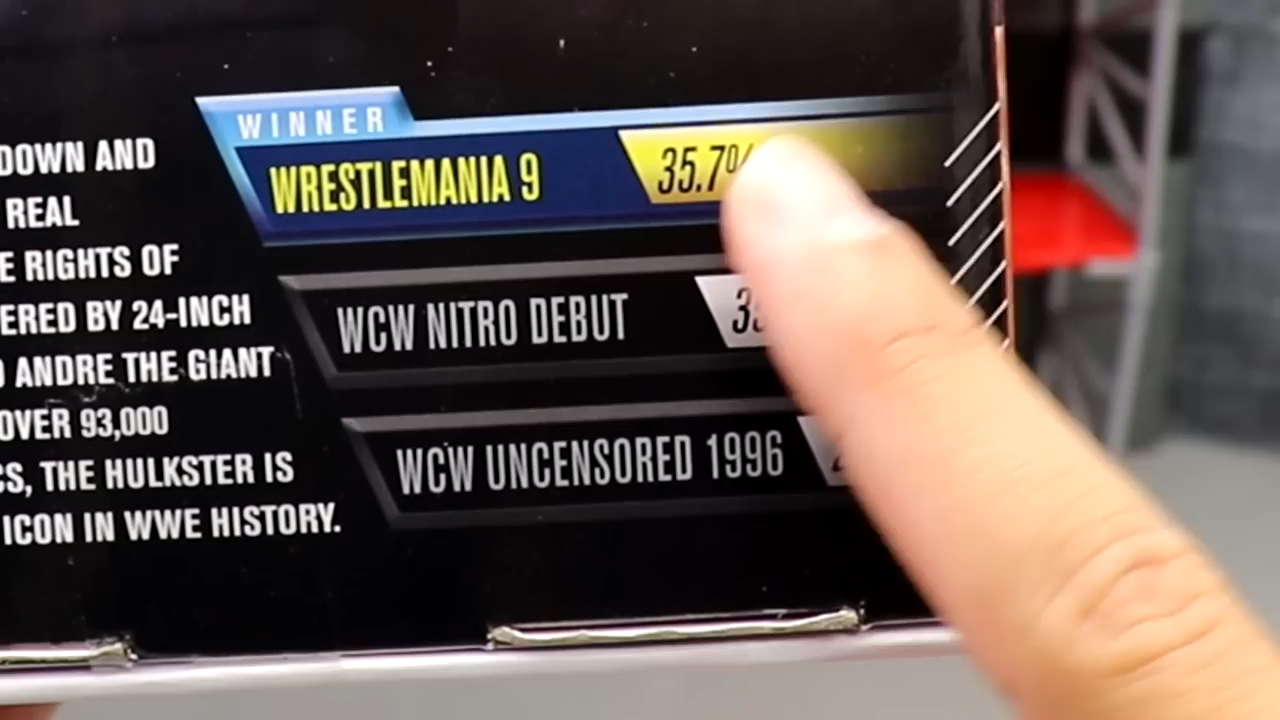 DOWN AND
REAL
E RIGHTS OF
ERED BY 24-INCH
ANDRE THE GIANT
OVER 93,000
CS, THE HULKSTER IS
ICON IN WWE HISTORY.
WINNER
WRESTLEMANIA 9 35.7%
WCW NITRO DEBUT
WCW UNCENSORED 1996